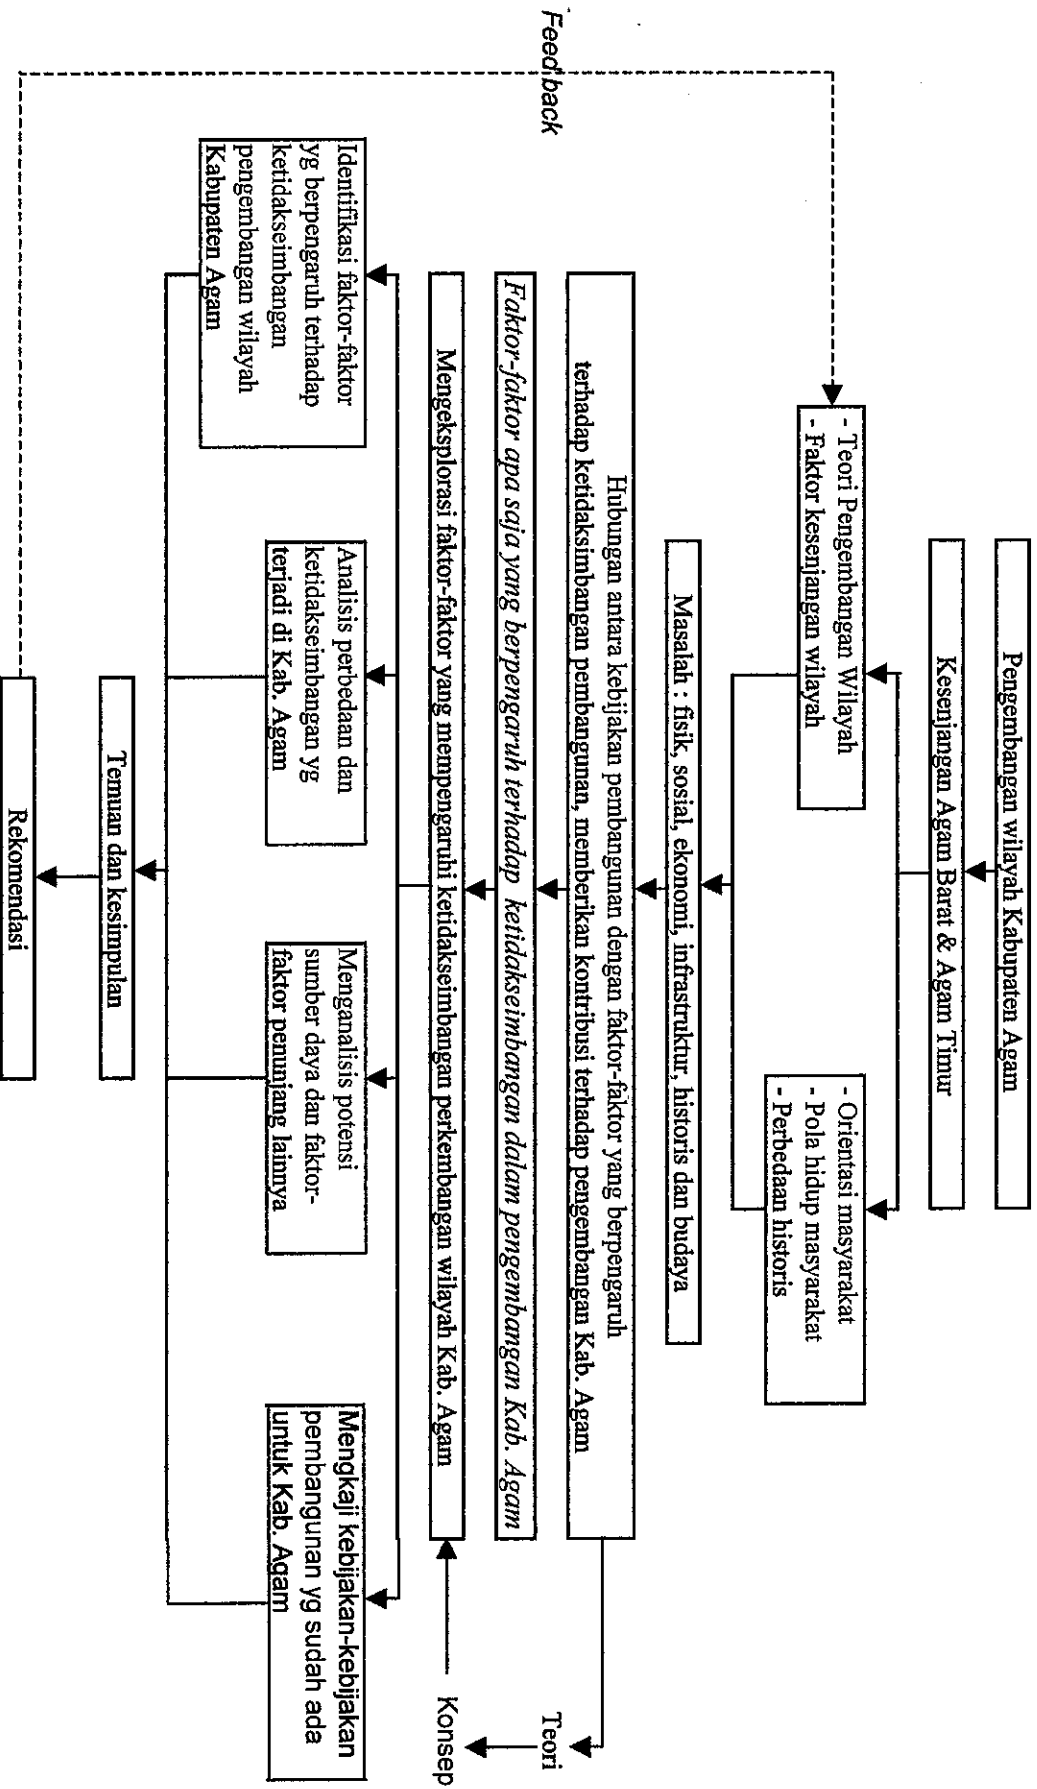 Pengembangan wilayah Kabupaten Agam
Kesenjangan Agam Barat & Agam Timur
- Teori Pengembangan Wilayah
- Faktor kesenjangan wilayah
- Orientasi masyarakat
- Pola hidup masyarakat
- Perbedaan historis
Masalah : fisik, sosial, ekonomi, infrastruktur, historis dan budaya
Hubungan antara kebijakan pembangunan dengan faktor-faktor yang berpengaruh
terhadap ketidaksimbangan pembangunan, memberikan kontribusi terhadap pengembangan Kab. Agam
Teori
Faktor-faktor apa saja yang berpengaruh terhadap ketidakseimbangan dalam pengembangan Kab. Agam
Feedback
Mengeksplorasi faktor-faktor yang mempengaruhi ketidakseimbangan perkembangan wilayah Kab. Agam
Konsep
Identifikasi faktor-faktor
yg berpengaruh terhadap
ketidakseimbangan
pengembangan wilayah
Kabupaten Agam
Analisis perbedaan dan
ketidakseimbangan yg
terjadi di Kab. Agam
Menganalisis potensi
sumber daya dan faktor-
faktor penunjang lainnya
Mengkaji kebijakan-kebijakan
pembangunan yg sudah ada
untuk Kab. Agam
Temuan dan kesimpulan
Rekomendasi